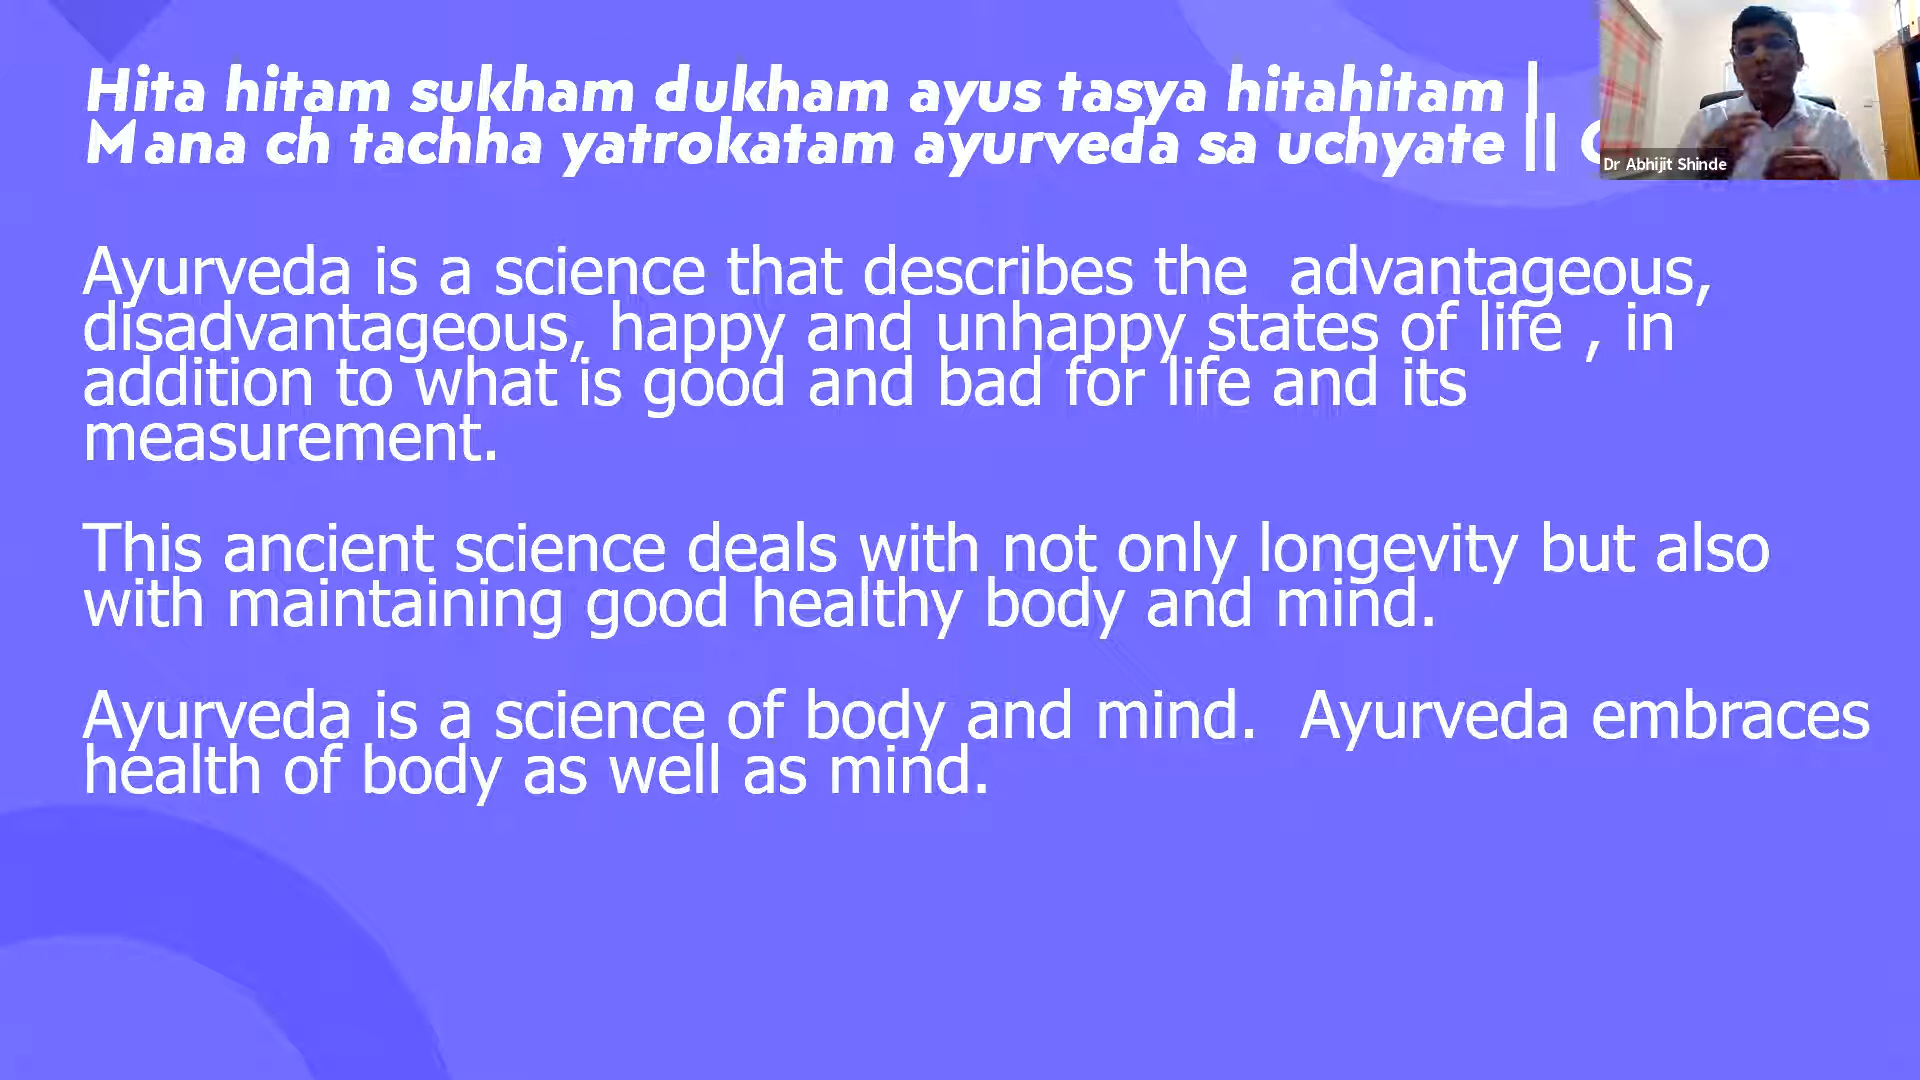 Hita hitam sukham dukham ayus tasya hitahitam |
Mana ch tachha yatrokatam ayurveda sa uchyate ||
Dr Abhijit Shinde
Ayurveda is a science that describes the  advantageous,
disadvantageous, happy and unhappy states of life , in
addition to what is good and bad for life and its
measurement.
This ancient science deals with not only longevity but also
with maintaining good healthy body and mind.
Ayurveda is a science of body and mind.  Ayurveda embraces
health of body as well as mind.